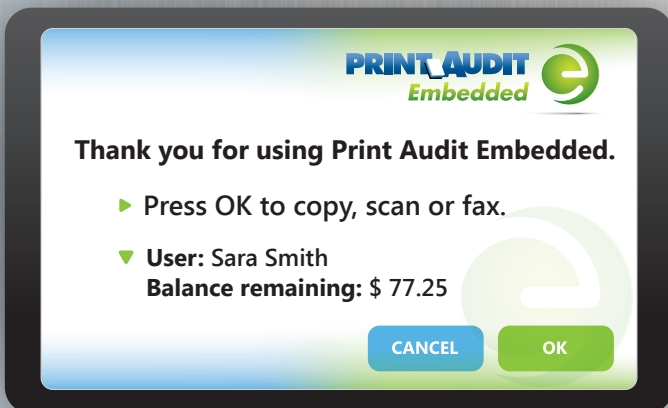 PRINT AUDIT
Embedded
Thank you for using Print Audit Embedded.
Press OK to copy, scan or fax.
User: Sara Smith
Balance remaining: $ 77.25
CANCEL OK